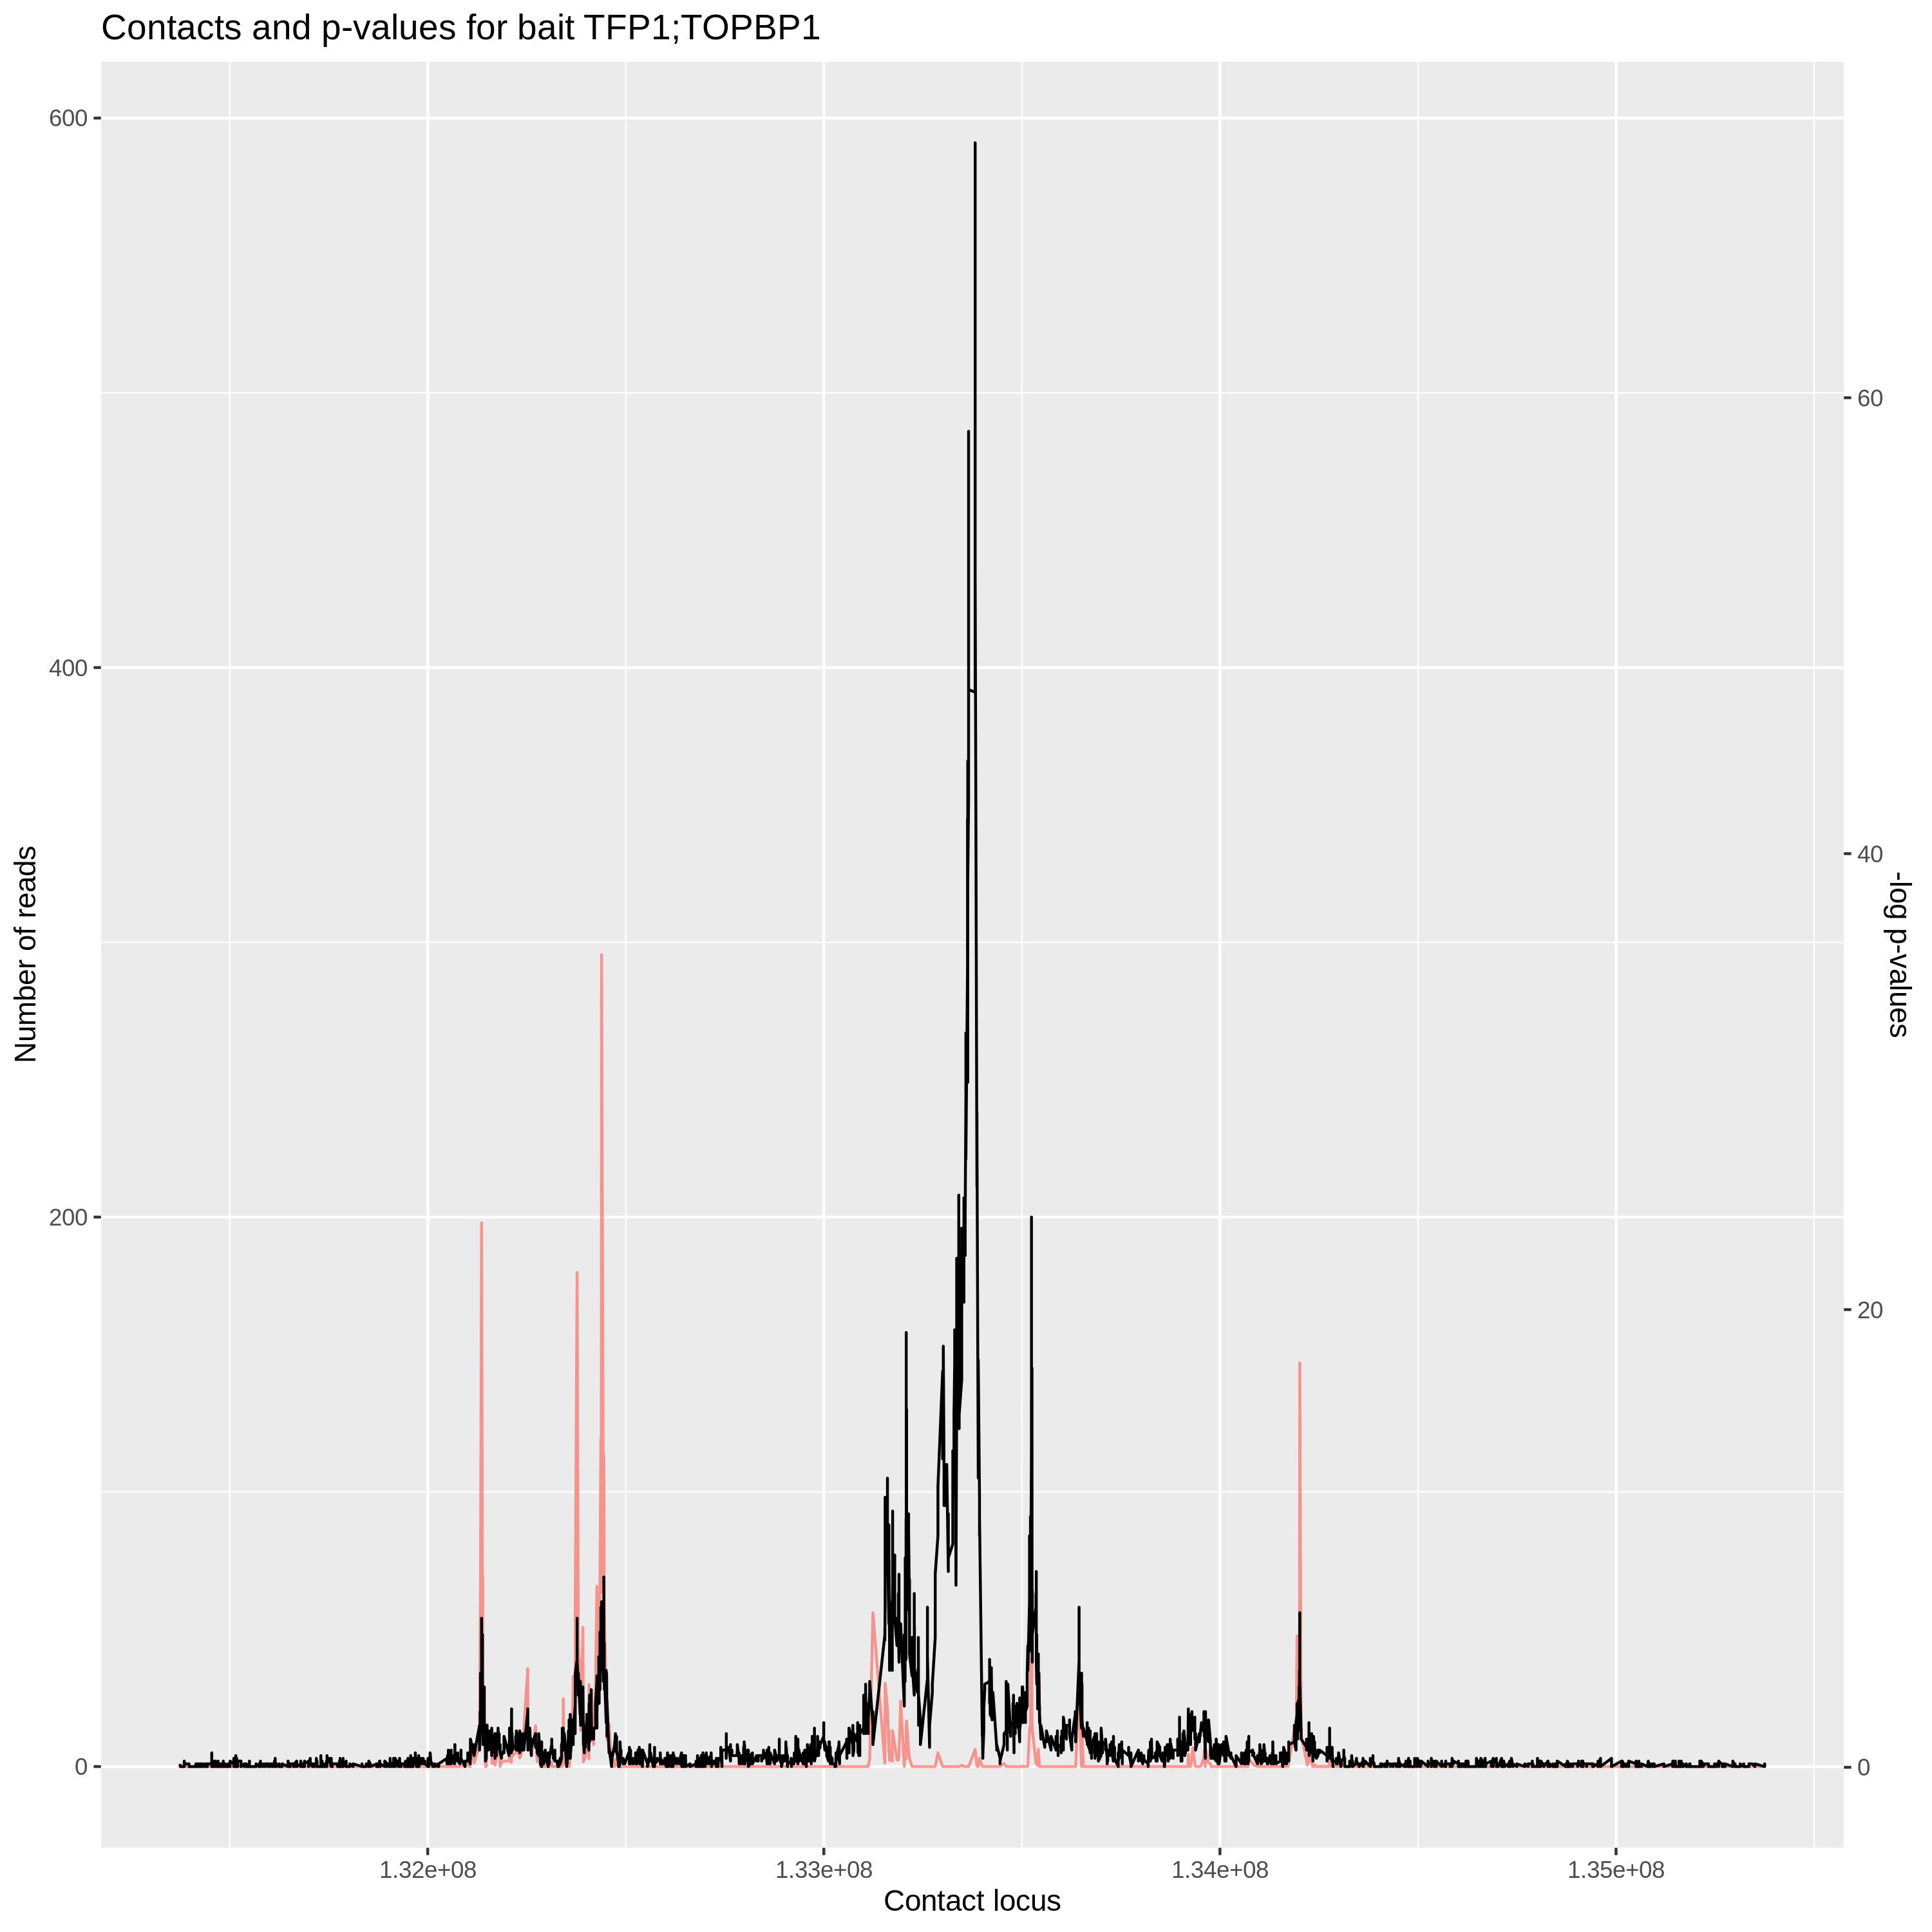 Contacts and p-values for bait TFP1;TOPBP1
600
400
200
0
Number of reads
60
40
20
0
-log p-values
1.32e+08
1.33e+08
1.34e+08
1.35e+08
Contact locus